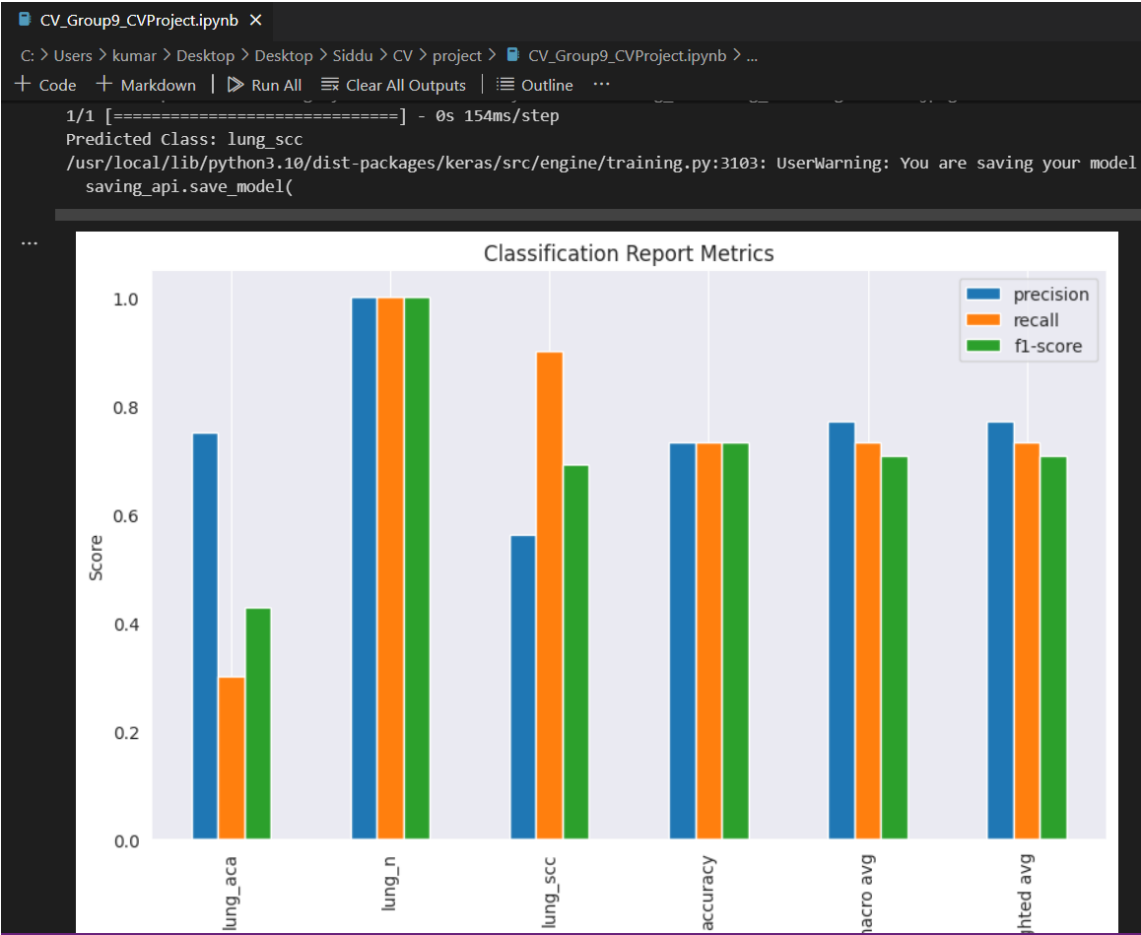 CV_Group9_CVProject.ipynb ×
C: > Users > kumar > Desktop > Desktop > Siddu > CV > project > CV_Group9_CVProject.ipynb > ...
+ Code + Markdown | Run All Clear All Outputs | Outline ...
1/1 [==============================] - 0s 154ms/step
Predicted Class: lung_scc
/usr/local/lib/python3.10/dist-packages/keras/src/engine/training.py:3103: UserWarning: You are saving your model
saving_api.save_model(
...
Classification Report Metrics
precision
recall
f1-score
1.0
0.8
0.6
0.4
0.2
0.0
Score
lung_aca
lung_n
lung_scc
accuracy
macro avg
ghted avg